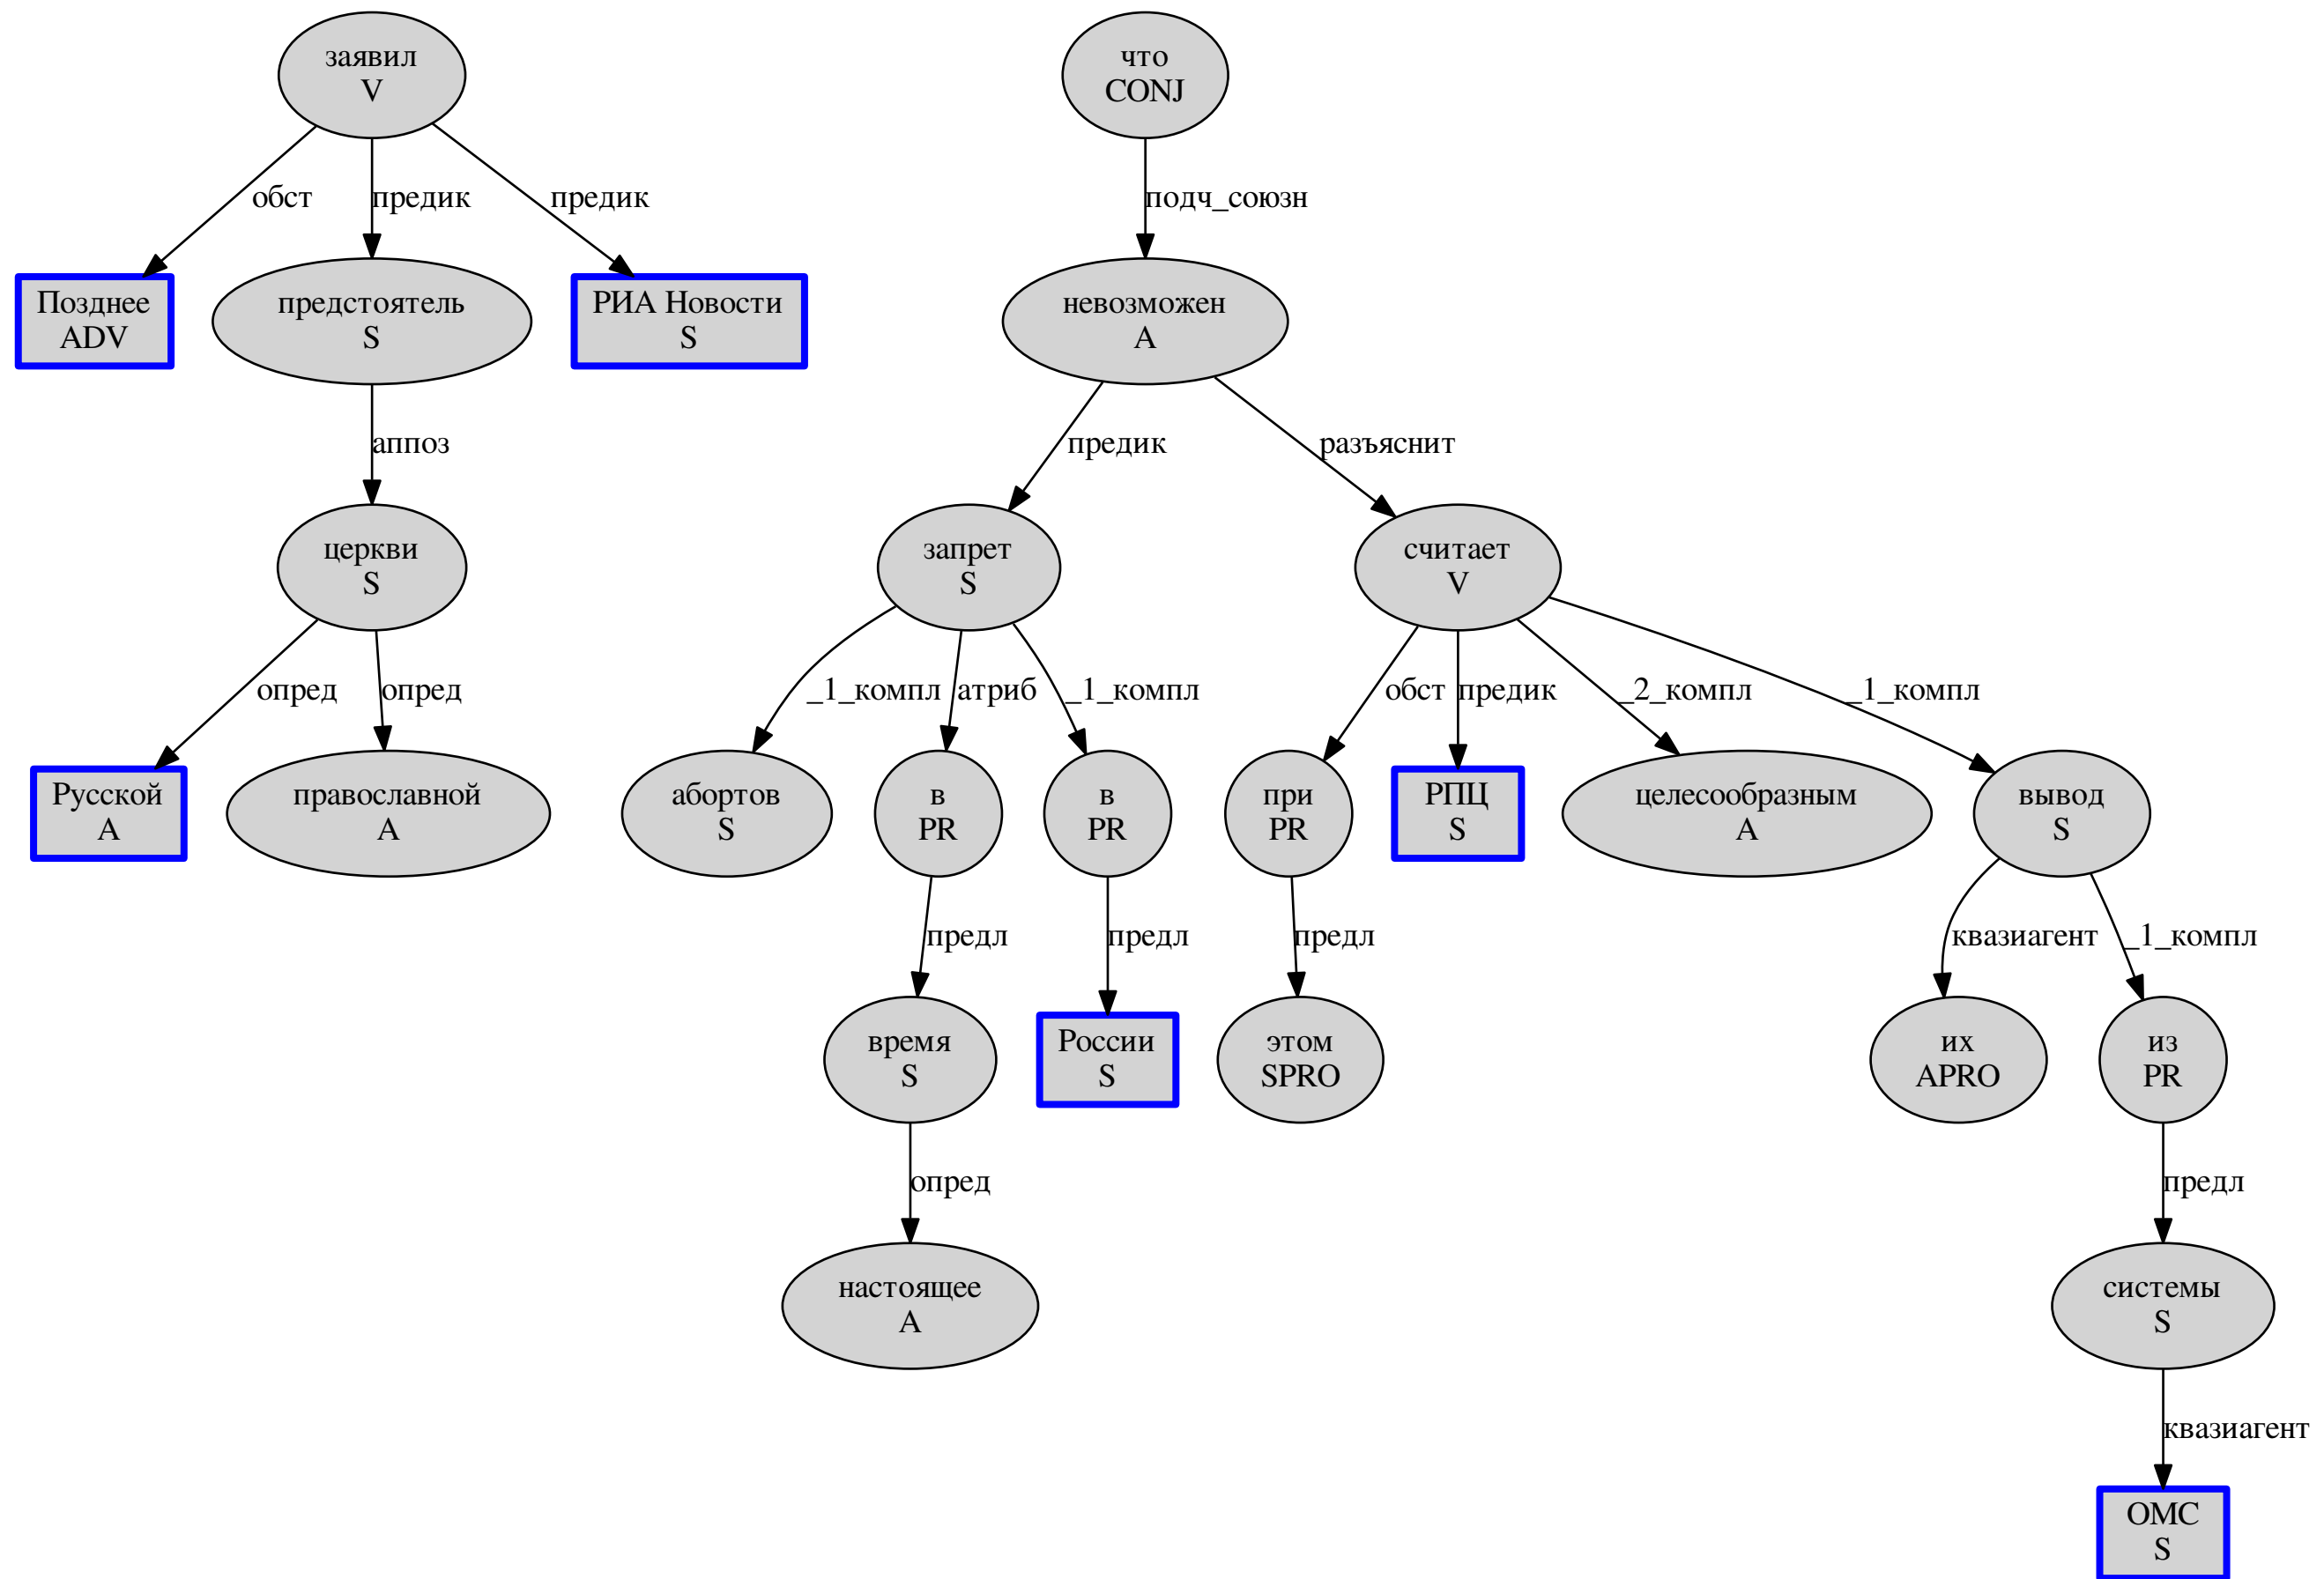 заявил
V
что
CONJ
обст
предик
предик
подч_союзн
Позднее
ADV
предстоятель
S
РИА Новости
S
невозможен
A
аппоз
предик
разъяснит
церкви
S
запрет
S
считает
V
опред
опред
_1_компл
атриб
_1_компл
обст
предик
_2_компл
_1_компл
Русской
A
православной
A
абортов
S
в
PR
в
PR
при
PR
РПЦ
S
целесообразным
A
вывод
S
предл
предл
предл
квазиагент
_1_компл
время
S
России
S
этом
SPRO
их
APRO
из
PR
опред
предл
настоящее
A
системы
S
квазиагент
ОМС
S